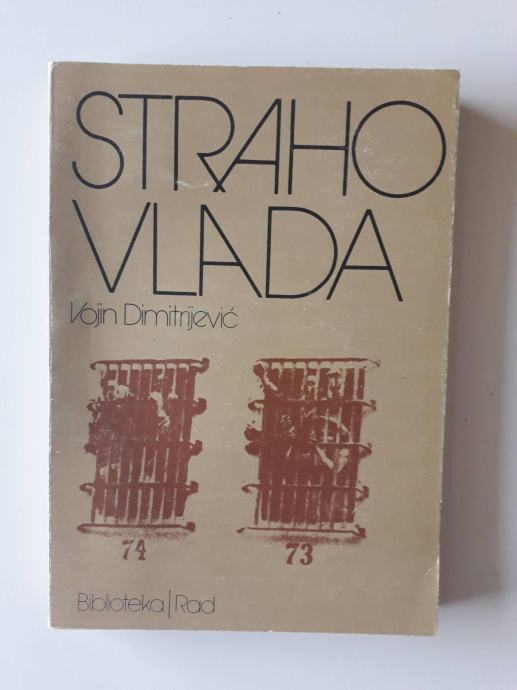 STRAHO
VLADA
Vojin Dimitrijević
74 73
Biblioteka/Rad